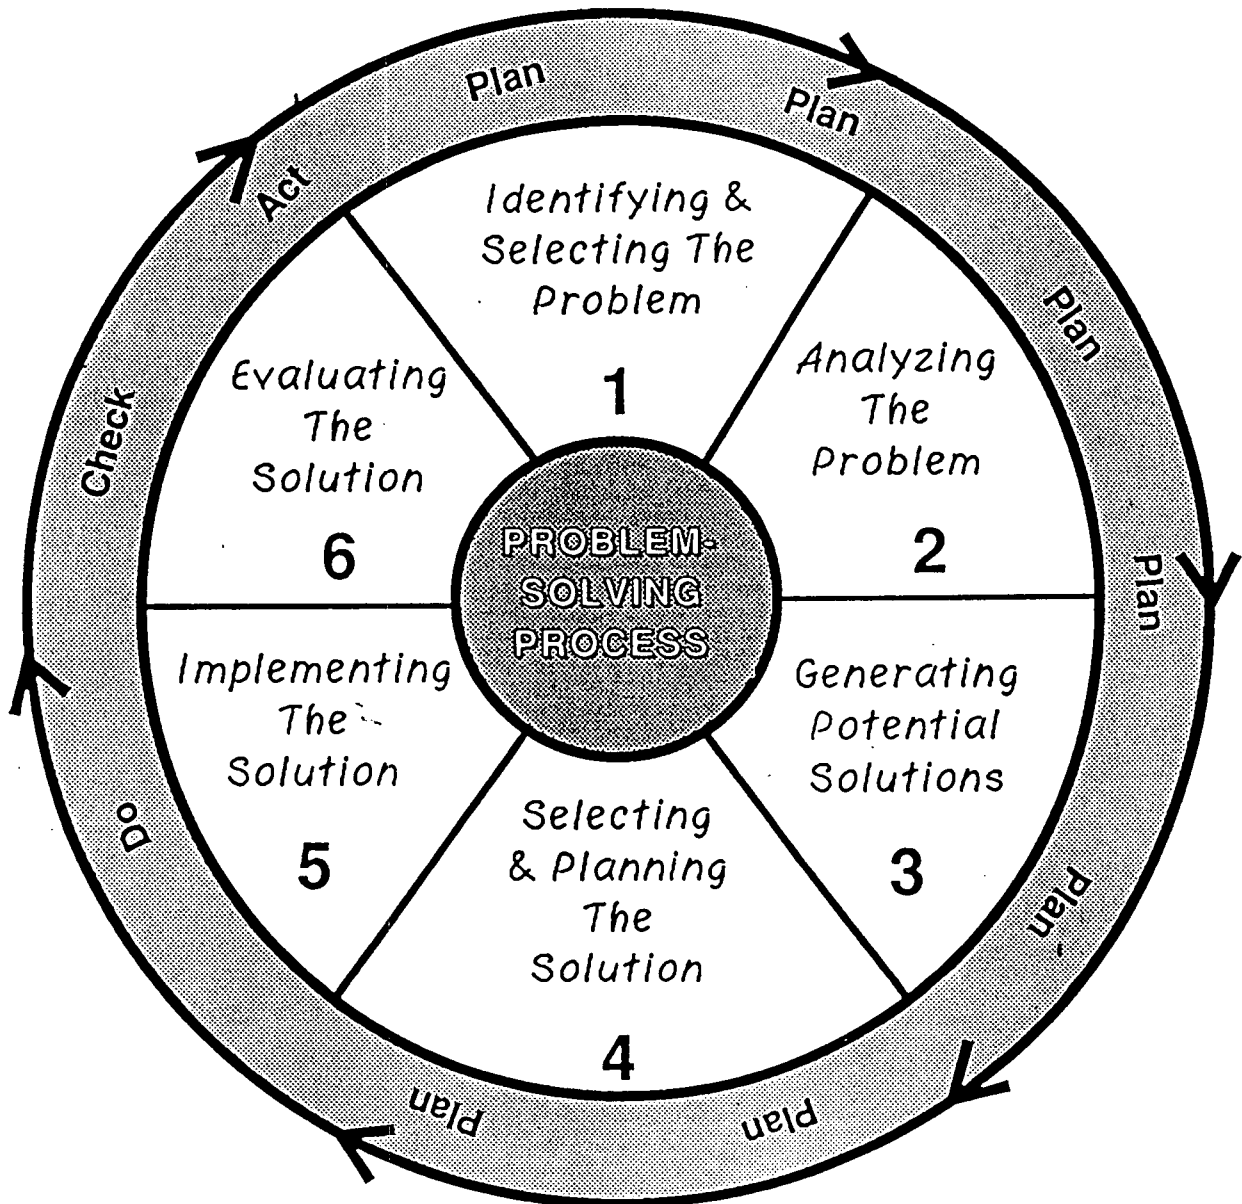 Plan
Plan
Plan
Plan
Plan
Plan
Plan
Do
Check
Act
Identifying &
Selecting The
Problem
1
Analyzing
The
Problem
2
Generating
Potential
Solutions
3
Selecting
& Planning
The
Solution
4
Implementing
The
Solution
5
Evaluating
The
Solution
6
PROBLEM-
SOLVING
PROCESS